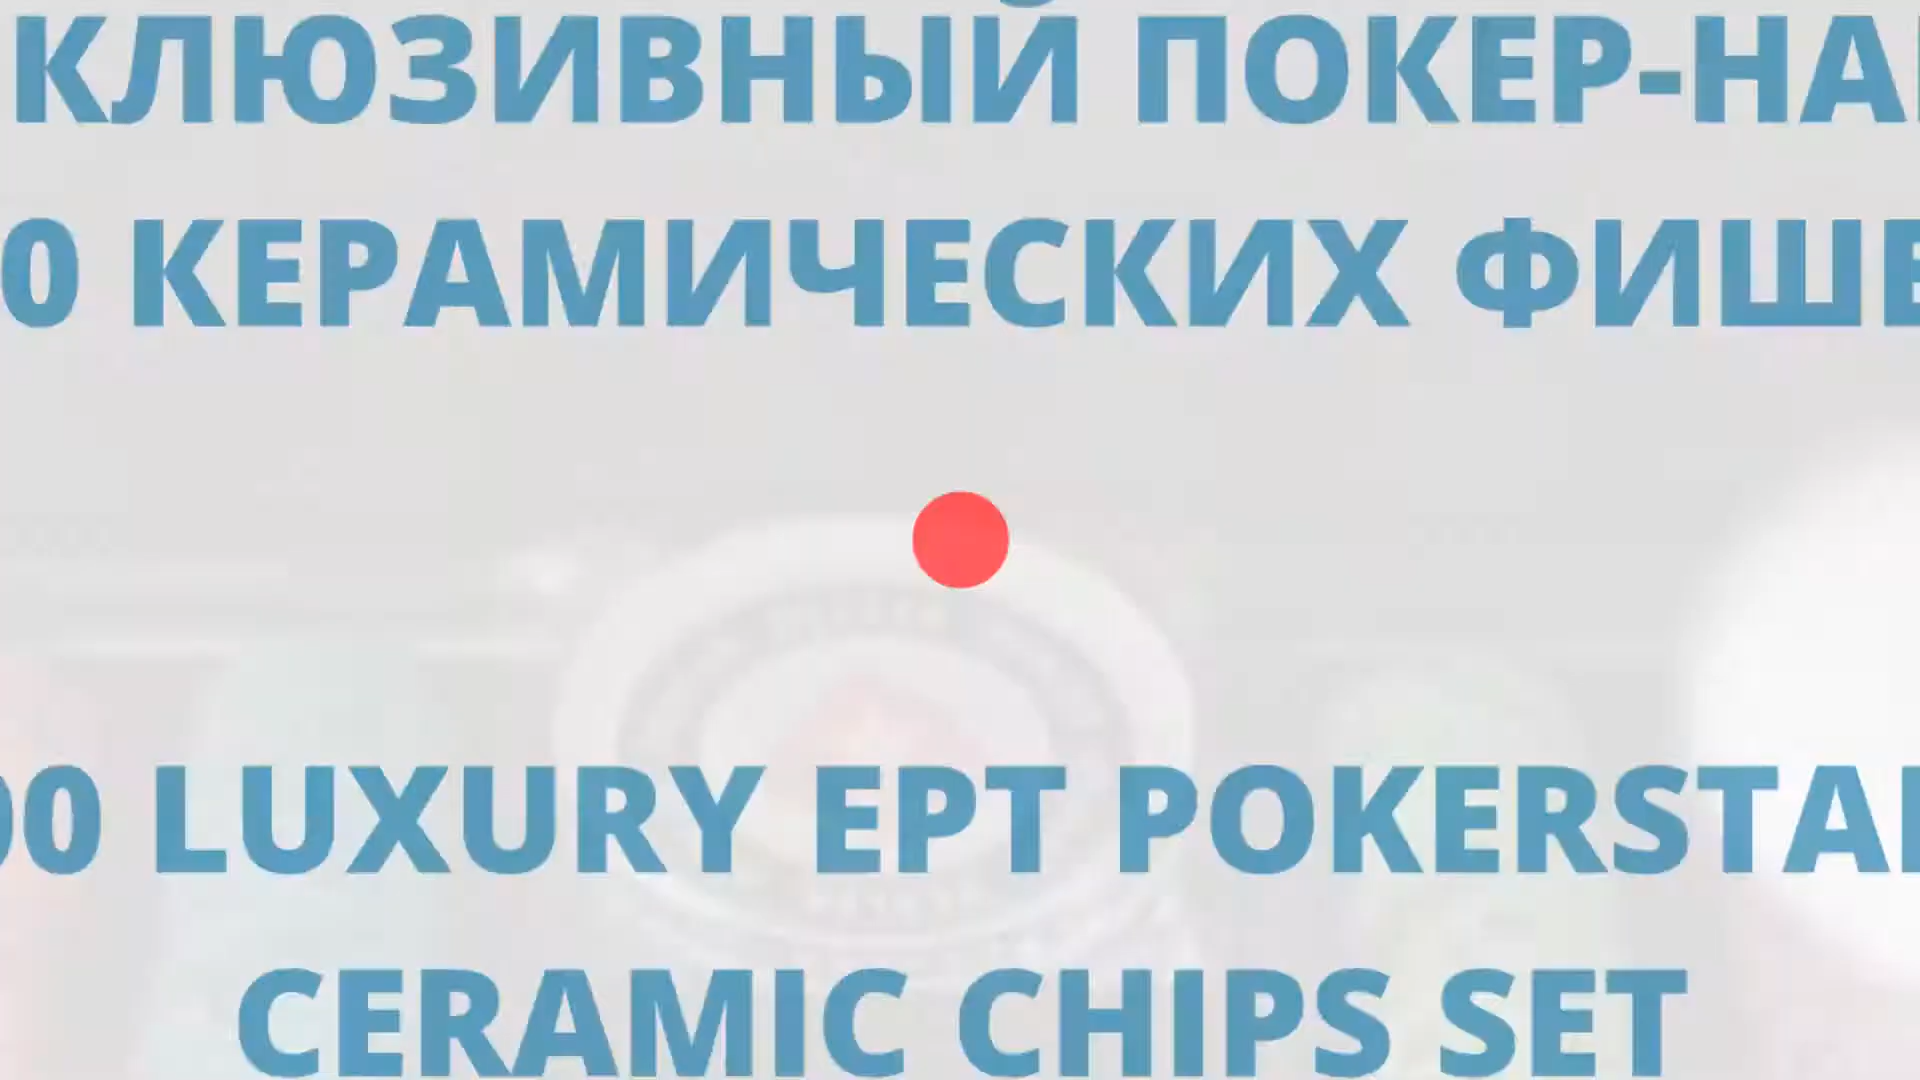 КЛЮЗИВНЫЙ ПОКЕР-НА
0 КЕРАМИЧЕСКИХ ФИШЕ
00 LUXURY EPT POKERSTA
CERAMIC CHIPS SET